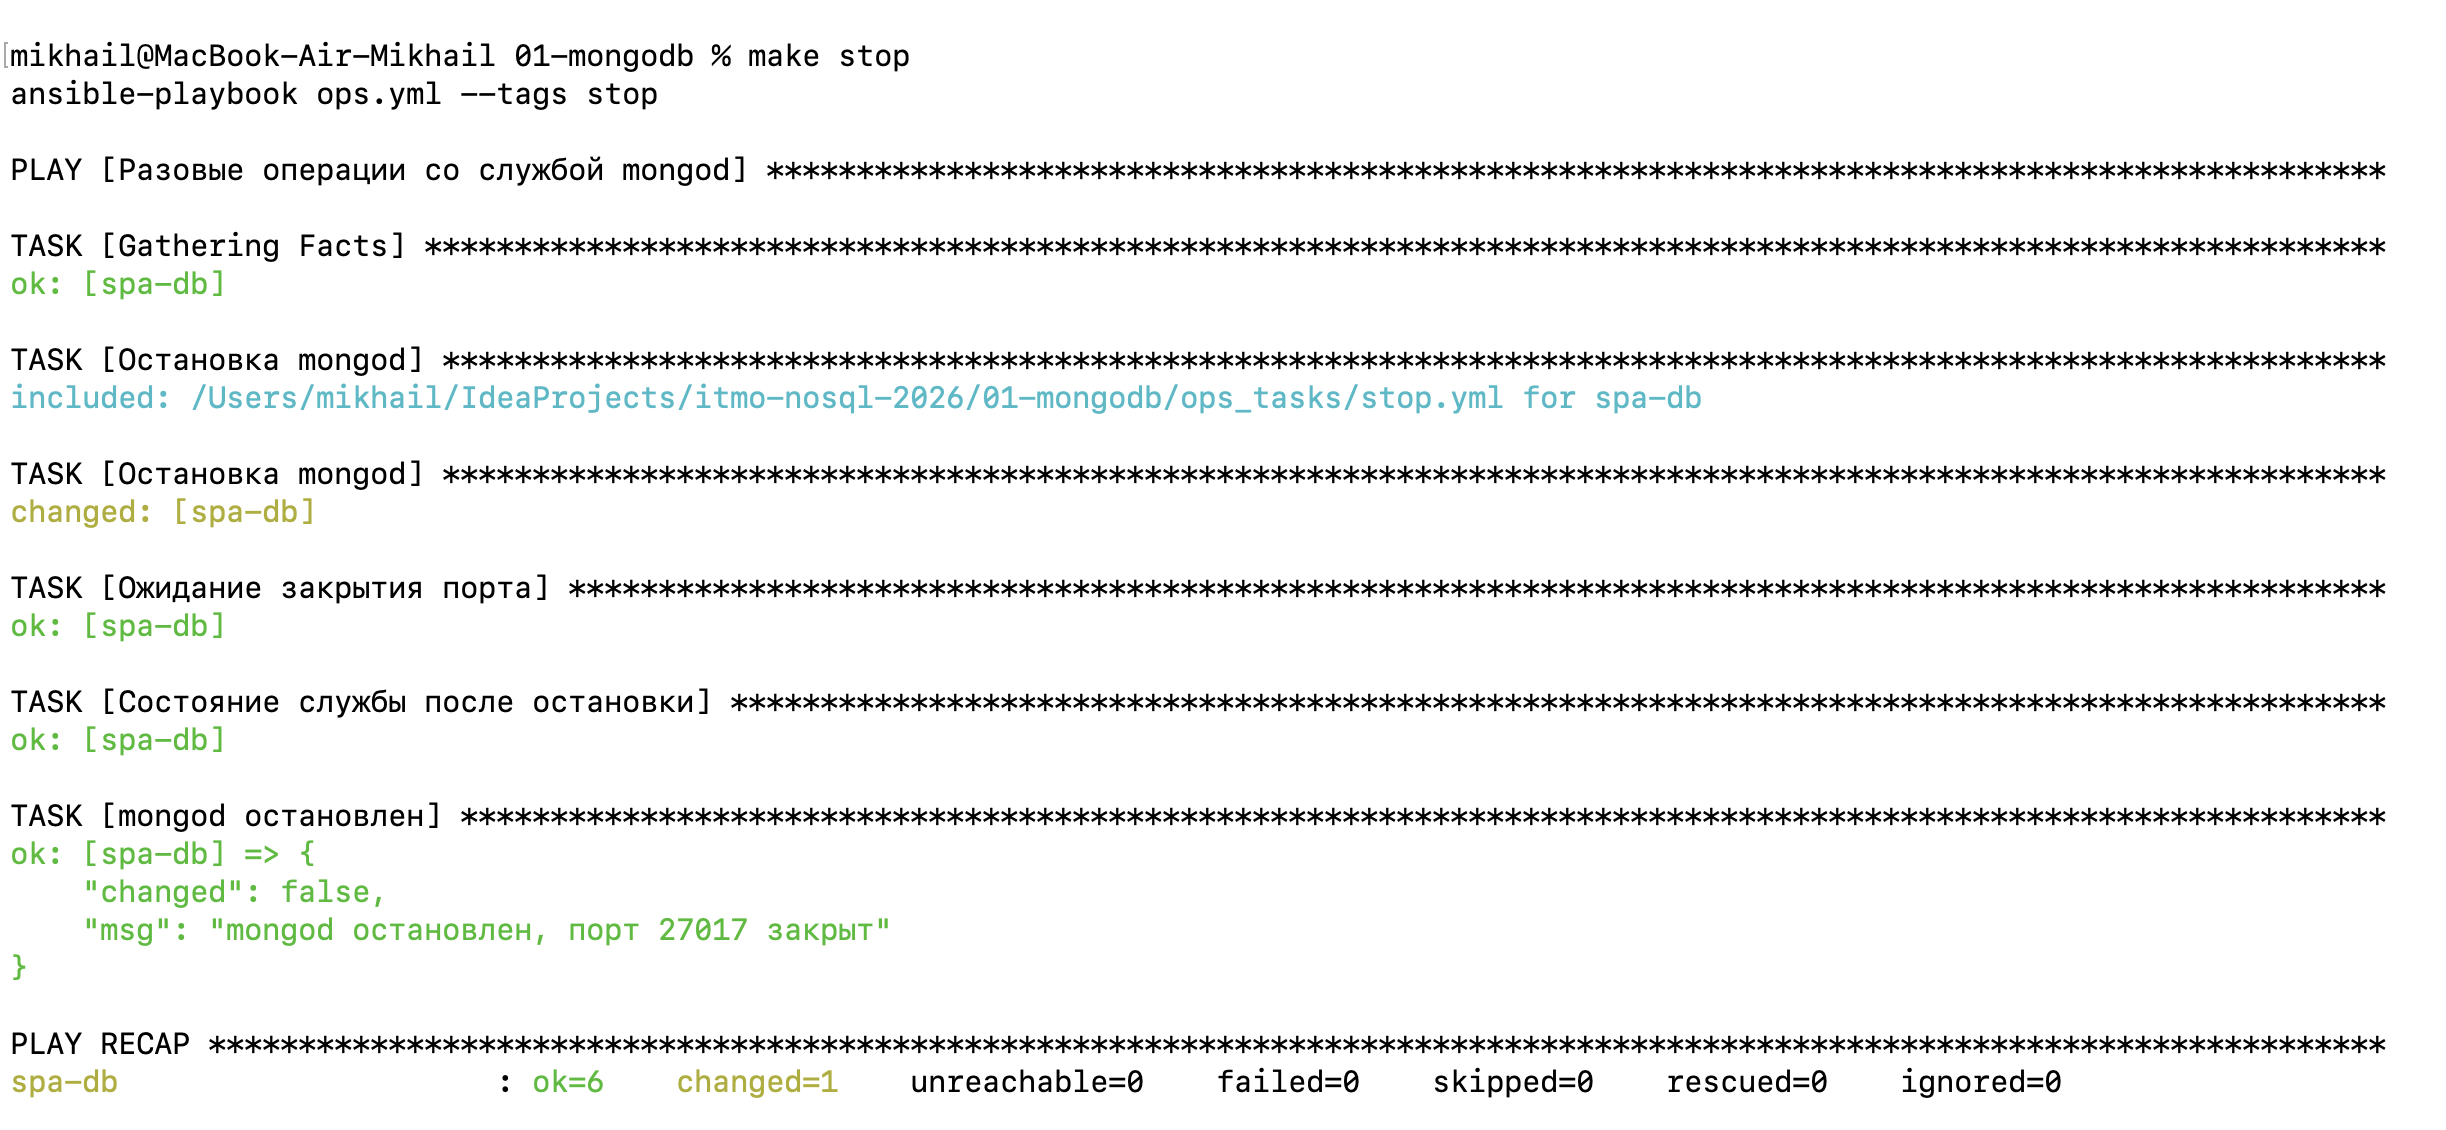 mikhail@MacBook-Air-Mikhail 01-mongodb % make stop
ansible-playbook ops.yml --tags stop
PLAY [Разовые операции со службой mongod] ******************************************************************************************
TASK [Gathering Facts] *************************************************************************************************************
ok: [spa-db]
TASK [Остановка mongod] ************************************************************************************************************
included: /Users/mikhail/IdeaProjects/itmo-nosql-2026/01-mongodb/ops_tasks/stop.yml for spa-db
TASK [Остановка mongod] ************************************************************************************************************
changed: [spa-db]
TASK [Ожидание закрытия порта] *****************************************************************************************************
ok: [spa-db]
TASK [Состояние службы после остановки] ********************************************************************************************
ok: [spa-db]
TASK [mongod остановлен] ***********************************************************************************************************
ok: [spa-db] => {
    "changed": false,
    "msg": "mongod остановлен, порт 27017 закрыт"
}
PLAY RECAP *************************************************************************************************************************
spa-db                     : ok=6    changed=1    unreachable=0    failed=0    skipped=0    rescued=0    ignored=0